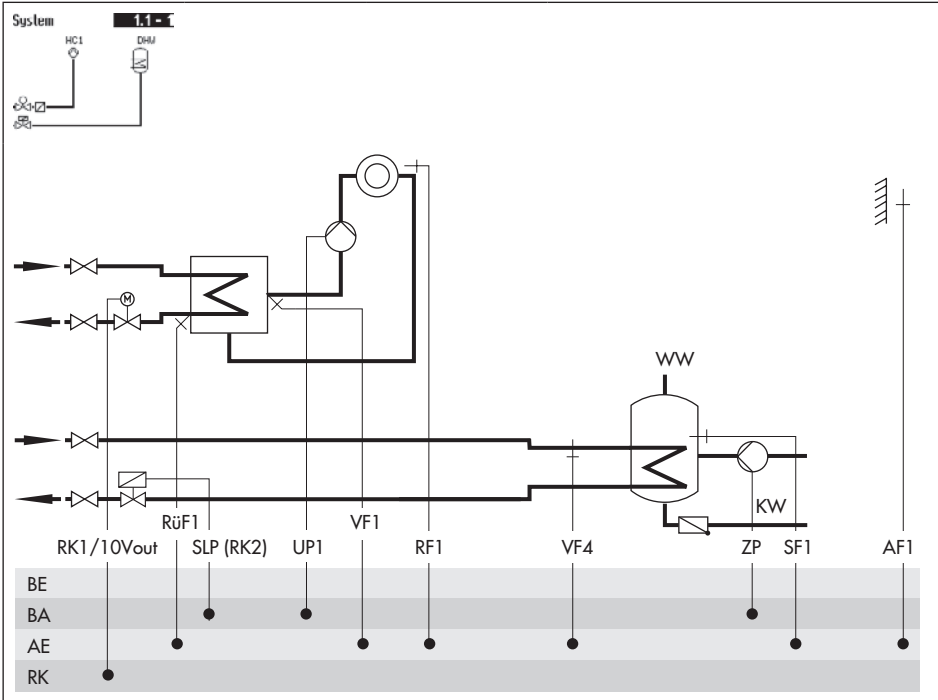 System 1.1 - 1
HC1 DHW
WW
KW
RüF1 VF1
RK1/10Vout SLP (RK2) UP1 RF1 VF4 ZP SF1 AF1
BE
BA
AE
RK